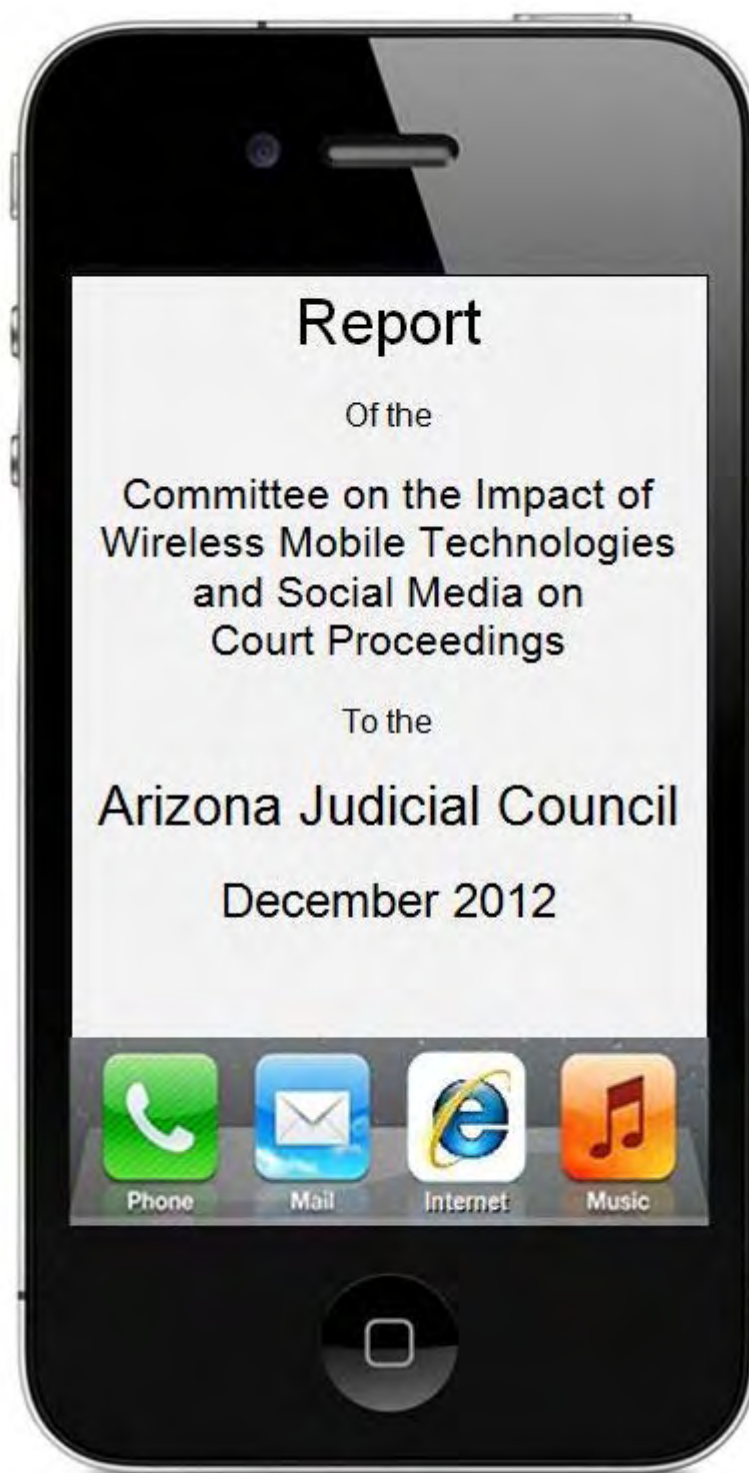 Report
Of the
Committee on the Impact of
Wireless Mobile Technologies
and Social Media on
Court Proceedings
To the
Arizona Judicial Council
December 2012
Phone Mail Internet Music